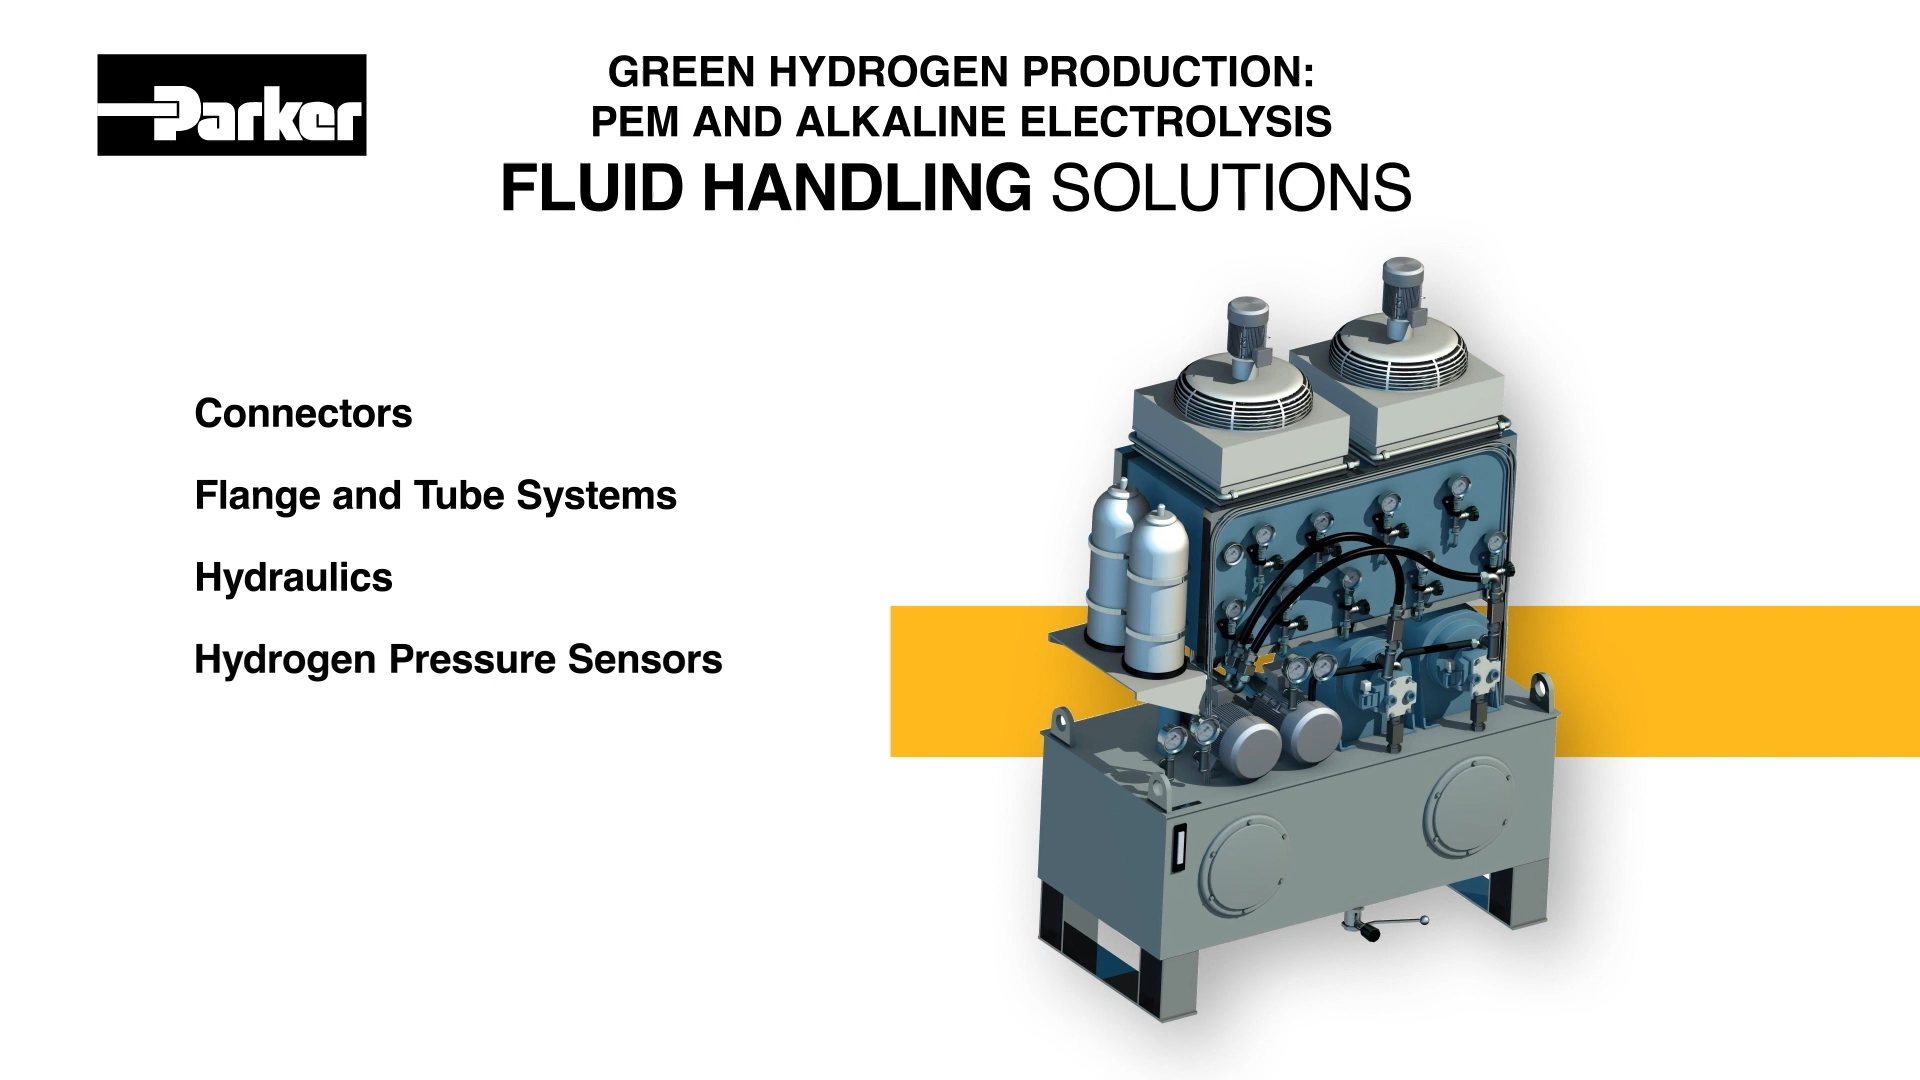 Parker
GREEN HYDROGEN PRODUCTION:
PEM AND ALKALINE ELECTROLYSIS
FLUID HANDLING SOLUTIONS
Connectors
Flange and Tube Systems
Hydraulics
Hydrogen Pressure Sensors